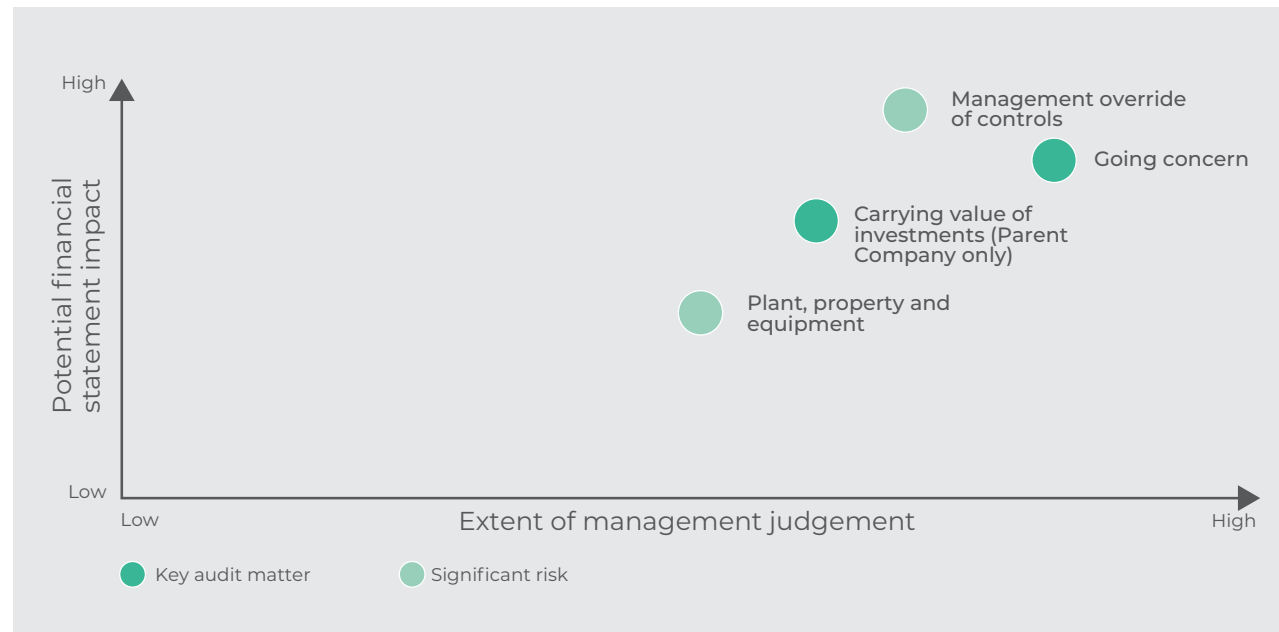 High
Management override
of controls
Going concern
Carrying value of
investments (Parent
Company only)
Plant, property and
equipment
Potential financial
statement impact
Low
Low
Extent of management judgement
High
Key audit matter
Significant risk